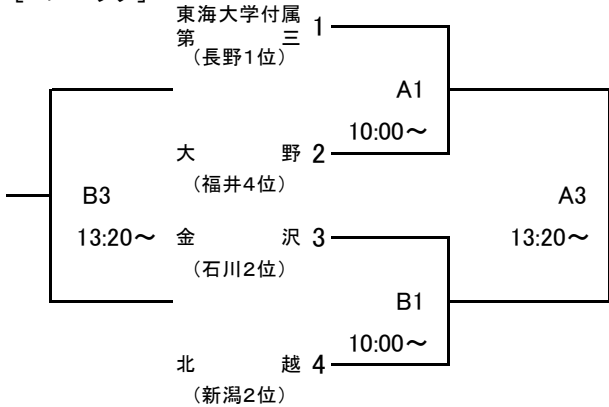 東海大学付属 1
第三
（長野1位）
A1
10:00～
大野 2
（福井4位）
B3
13:20～
A3
13:20～
金沢 3
（石川2位）
B1
10:00～
北越 4
（新潟2位）